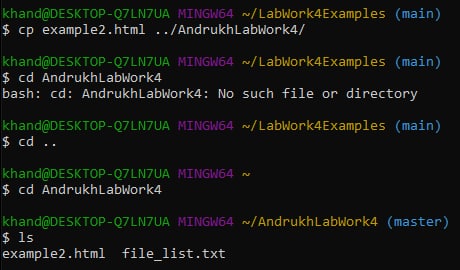 khand@DESKTOP-Q7LN7UA MINGW64 ~/LabWork4Examples (main)
$ cp example2.html ../AndrukhLabWork4/
khand@DESKTOP-Q7LN7UA MINGW64 ~/LabWork4Examples (main)
$ cd AndrukhLabWork4
bash: cd: AndrukhLabWork4: No such file or directory
khand@DESKTOP-Q7LN7UA MINGW64 ~/LabWork4Examples (main)
$ cd ..
khand@DESKTOP-Q7LN7UA MINGW64 ~
$ cd AndrukhLabWork4
khand@DESKTOP-Q7LN7UA MINGW64 ~/AndrukhLabWork4 (master)
$ ls
example2.html  file_list.txt